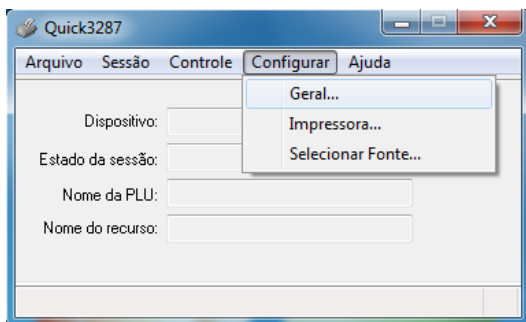 Quick3287
Arquivo Sessão Controle Configurar Ajuda
Geral...
Impressora...
Selecionar Fonte...
Dispositivo:
Estado da sessão:
Nome da PLU:
Nome do recurso: